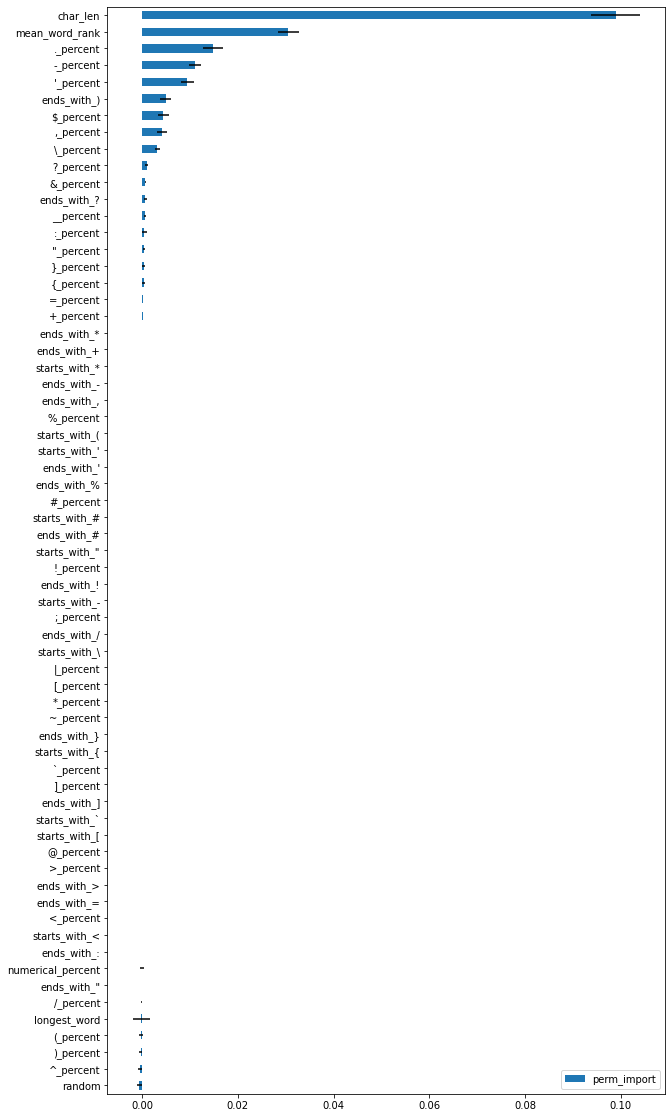 char_len
mean_word_rank
._percent
-_percent
'_percent
ends_with_)
$_percent
,_percent
\_percent
?_percent
&_percent
ends_with_?
__percent
:_percent
"_percent
}_percent
{_percent
=_percent
+_percent
ends_with_*
ends_with_+
starts_with_*
ends_with_-
ends_with_,
%_percent
starts_with_(
starts_with_'
ends_with_'
ends_with_%
#_percent
starts_with_#
ends_with_#
starts_with_"
!_percent
ends_with_!
starts_with_-
;_percent
ends_with_/
starts_with_\
|_percent
[_percent
*_percent
~_percent
ends_with_}
starts_with_{
`_percent
]_percent
ends_with_]
starts_with_`
starts_with_[
@_percent
>_percent
ends_with_>
ends_with_=
<_percent
starts_with_<
ends_with_:
numerical_percent
ends_with_"
/_percent
longest_word
(_percent
)_percent
^_percent
random
perm_import
0.00 0.02 0.04 0.06 0.08 0.10